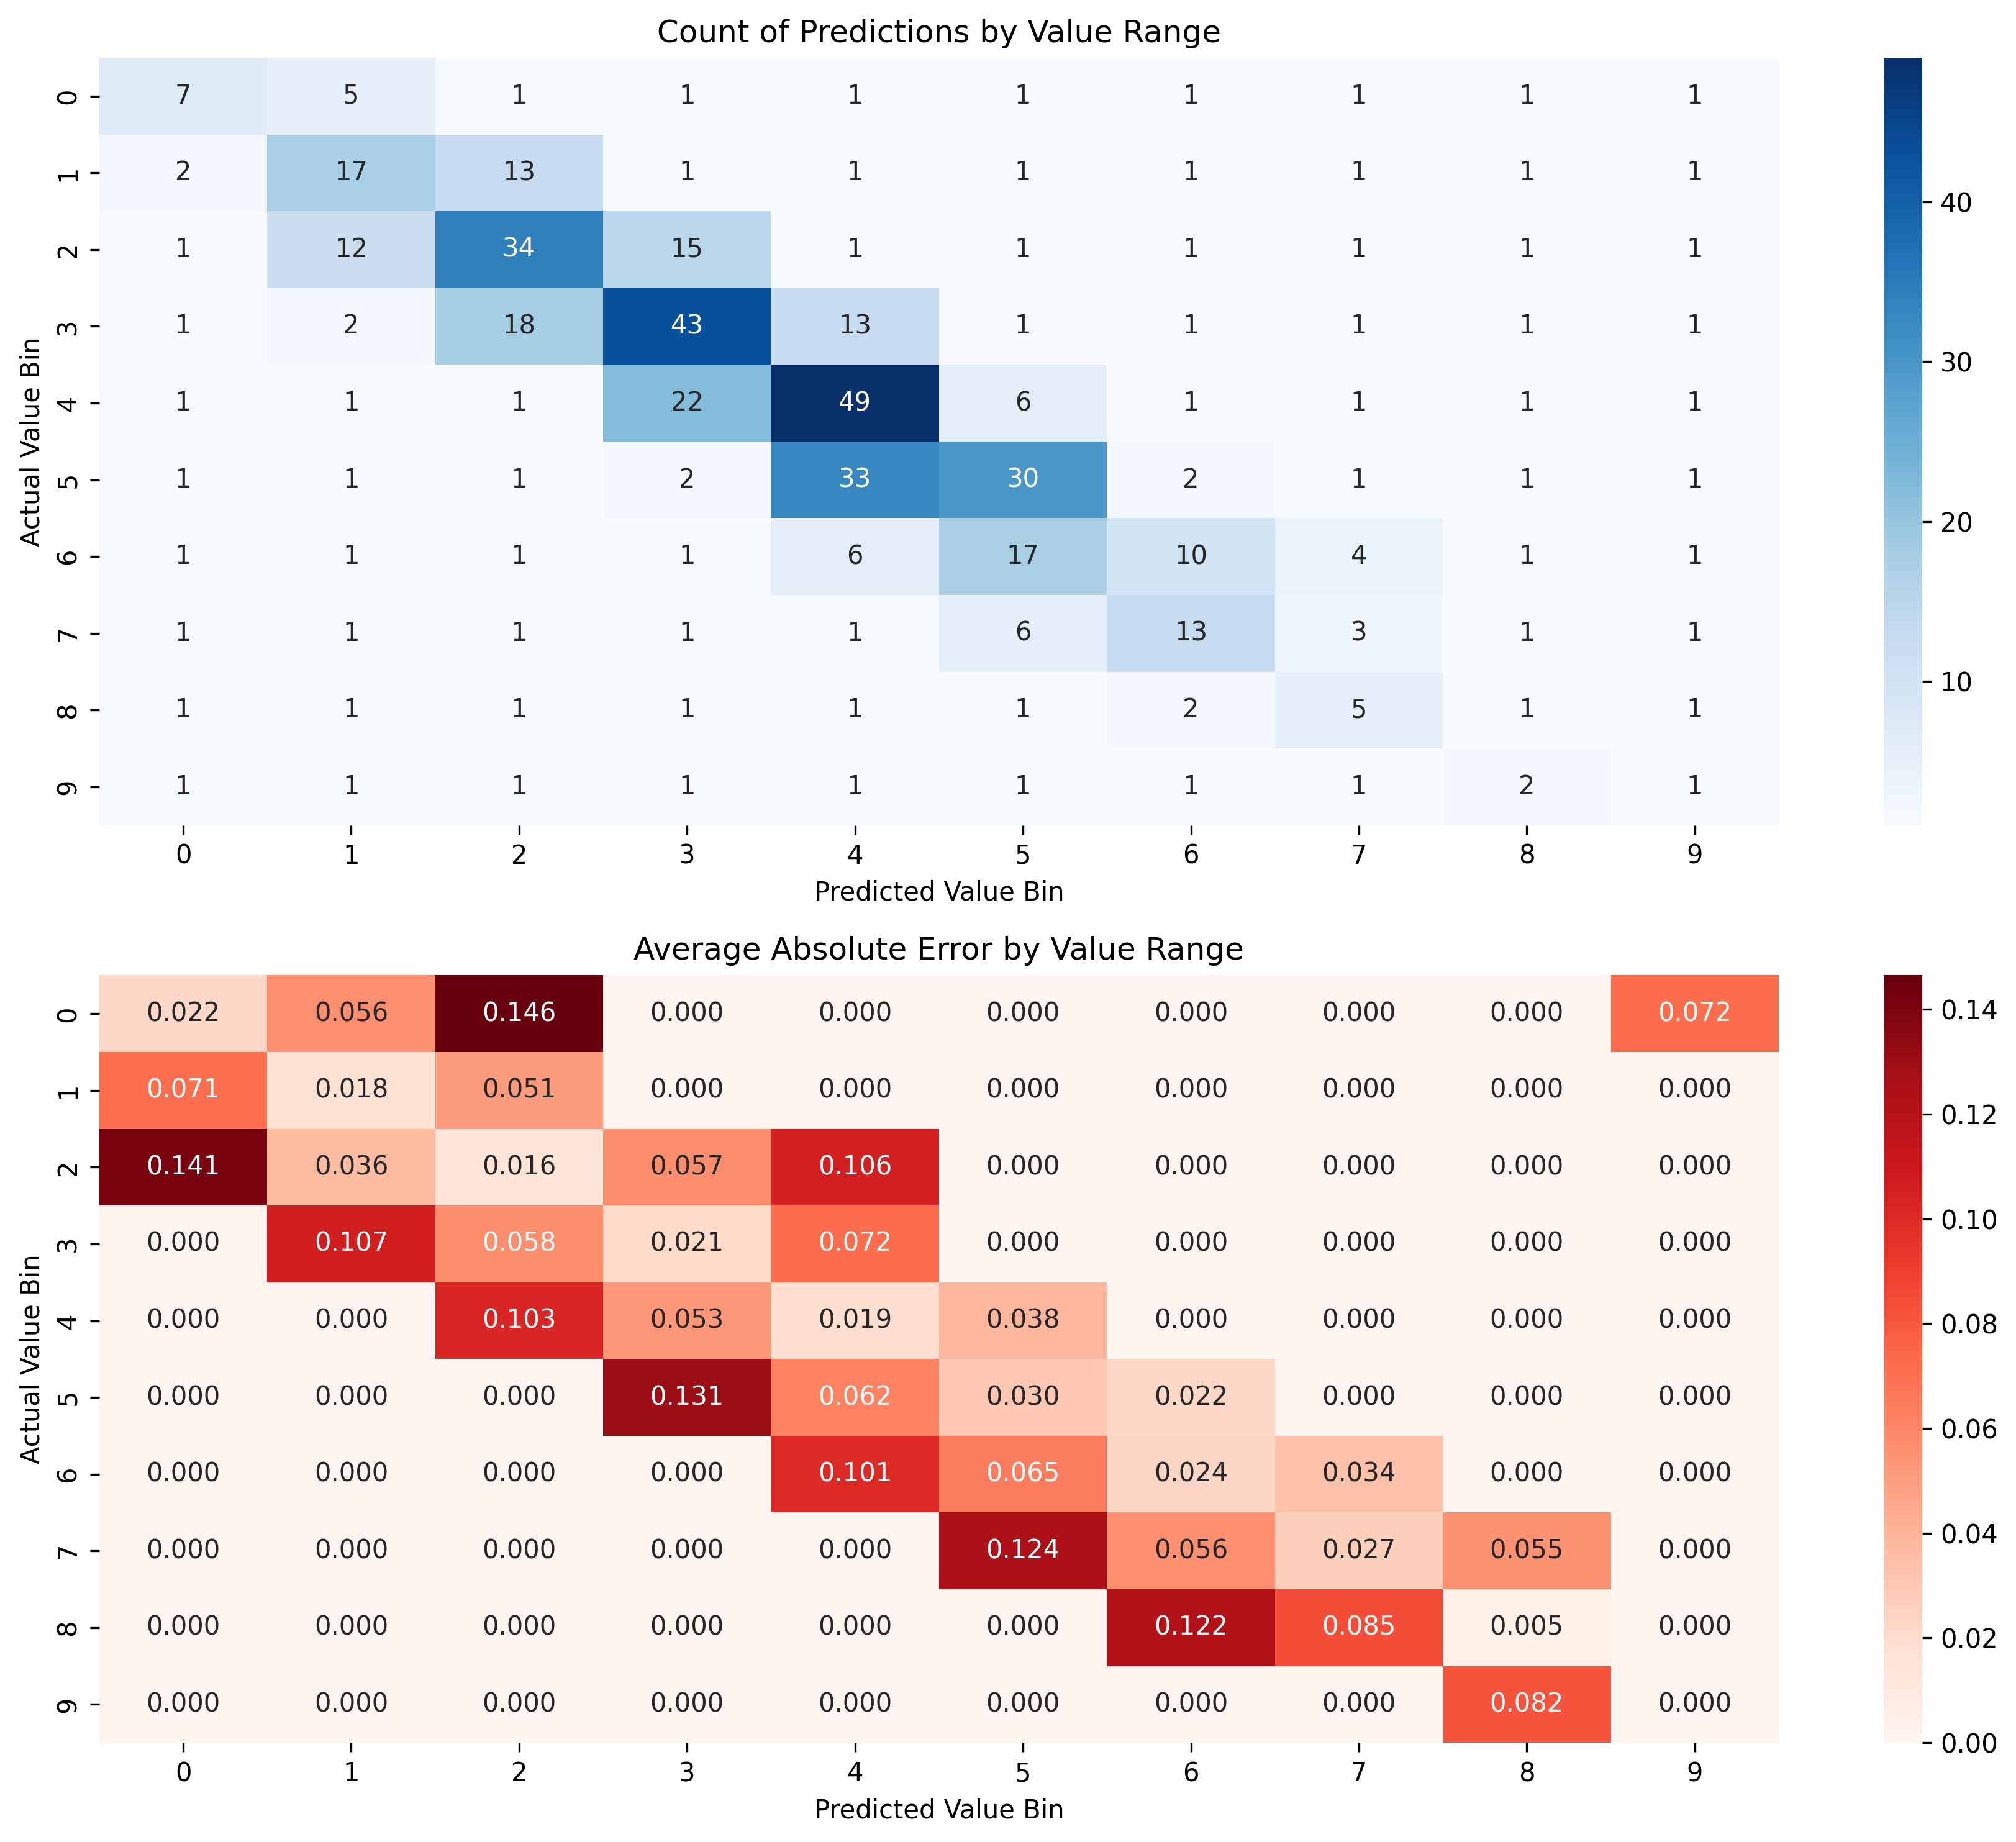 Count of Predictions by Value Range
0 7 5 1 1 1 1 1 1 1 1
1 2 17 13 1 1 1 1 1 1 1 40
2 1 12 34 15 1 1 1 1 1 1
3 1 2 18 43 13 1 1 1 1 1 30
4 1 1 1 22 49 6 1 1 1 1
5 1 1 1 2 33 30 2 1 1 1 20
6 1 1 1 1 6 17 10 4 1 1
7 1 1 1 1 1 6 13 3 1 1 10
8 1 1 1 1 1 1 2 5 1 1
9 1 1 1 1 1 1 1 1 2 1
Actual Value Bin
0 1 2 3 4 5 6 7 8 9
Predicted Value Bin
Average Absolute Error by Value Range
0 0.022 0.056 0.146 0.000 0.000 0.000 0.000 0.000 0.000 0.072 0.14
1 0.071 0.018 0.051 0.000 0.000 0.000 0.000 0.000 0.000 0.000 0.12
2 0.141 0.036 0.016 0.057 0.106 0.000 0.000 0.000 0.000 0.000 0.10
3 0.000 0.107 0.058 0.021 0.072 0.000 0.000 0.000 0.000 0.000
4 0.000 0.000 0.103 0.053 0.019 0.038 0.000 0.000 0.000 0.000 0.08
5 0.000 0.000 0.000 0.131 0.062 0.030 0.022 0.000 0.000 0.000 0.06
6 0.000 0.000 0.000 0.000 0.101 0.065 0.024 0.034 0.000 0.000
7 0.000 0.000 0.000 0.000 0.000 0.124 0.056 0.027 0.055 0.000 0.04
8 0.000 0.000 0.000 0.000 0.000 0.000 0.122 0.085 0.005 0.000 0.02
9 0.000 0.000 0.000 0.000 0.000 0.000 0.000 0.000 0.082 0.000 0.00
Actual Value Bin
0 1 2 3 4 5 6 7 8 9
Predicted Value Bin